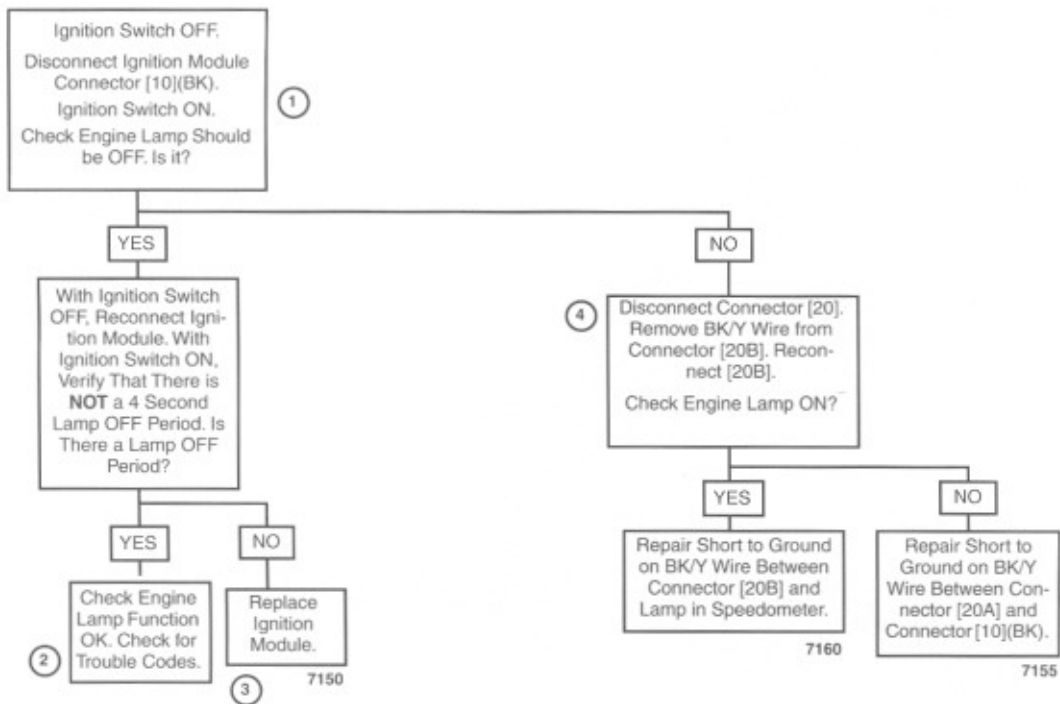 Ignition Switch OFF.
Disconnect Ignition Module
Connector [10](BK).
Ignition Switch ON.
Check Engine Lamp Should
be OFF. Is it?
1
YES
NO
With Ignition Switch
OFF, Reconnect Igni-
tion Module. With
Ignition Switch ON,
Verify That There is
NOT a 4 Second
Lamp OFF Period. Is
There a Lamp OFF
Period?
4
Disconnect Connector [20].
Remove BK/Y Wire from
Connector [20B]. Recon-
nect [20B].
Check Engine Lamp ON?
YES
NO
YES
NO
Check Engine
Lamp Function
OK. Check for
Trouble Codes.
2
Replace
Ignition
Module.
7150
3
Repair Short to Ground
on BK/Y Wire Between
Connector [20B] and
Lamp in Speedometer.
7160
Repair Short to
Ground on BK/Y
Wire Between Con-
nector [20A] and
Connector [10](BK).
7155